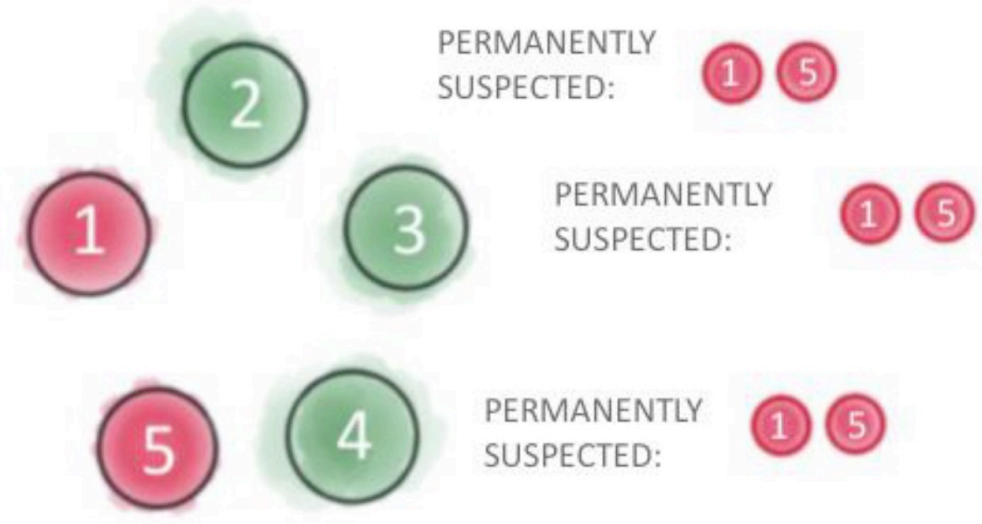 2
PERMANENTLY
SUSPECTED:
1 5
1
3
PERMANENTLY
SUSPECTED:
1 5
5
4
PERMANENTLY
SUSPECTED:
1 5